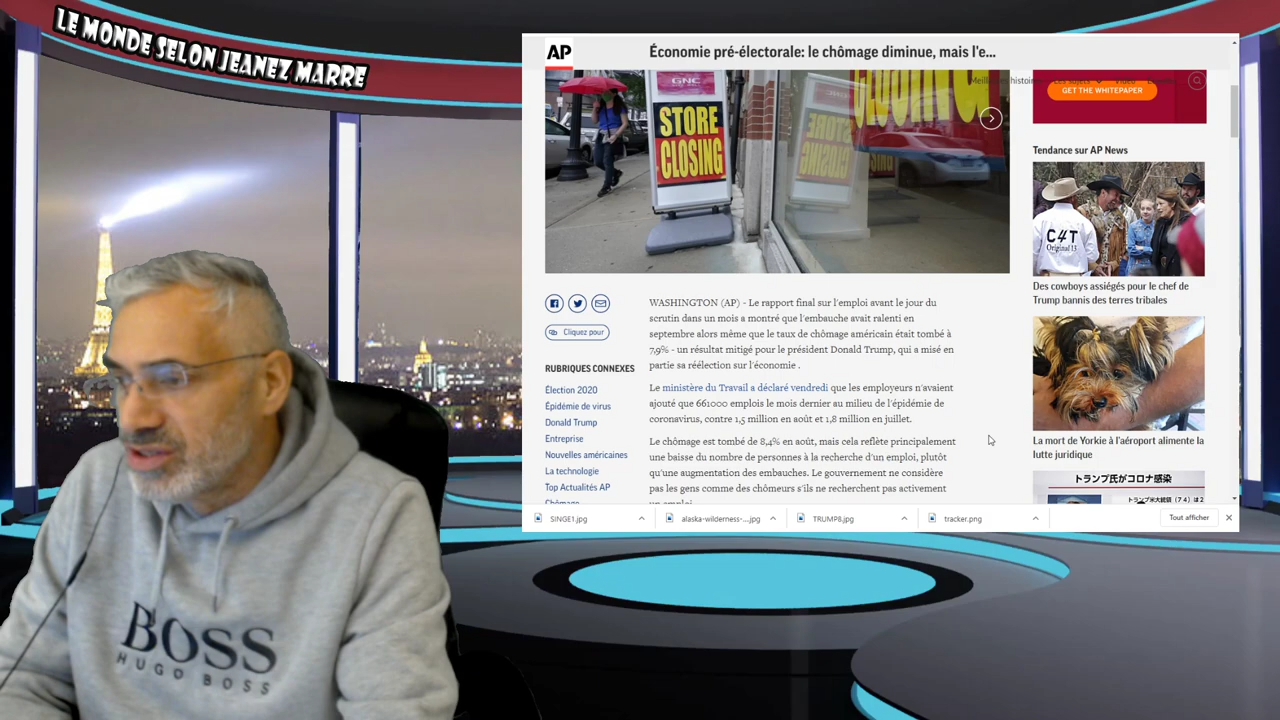 LE MONDE SELON JEANEZ MARRE
AP
Économie pré-électorale: le chômage diminue, mais l'e...
GNC
STORE
CLOSING
GET THE WHITEPAPER
Tendance sur AP News
C4T
Original 13
Des cowboys assiégés pour le chef de
Trump bannis des terres tribales
La mort de Yorkie à l'aéroport alimente la
lutte juridique
トランプ氏がコロナ感染
Cliquez pour
RUBRIQUES CONNEXES
Élection 2020
Épidémie de virus
Donald Trump
Entreprise
Nouvelles américaines
La technologie
Top Actualités AP
Chômage
WASHINGTON (AP) - Le rapport final sur l'emploi avant le jour du
scrutin dans un mois a montré que l'embauche avait ralenti en
septembre alors même que le taux de chômage américain était tombé à
7,9% - un résultat mitigé pour le président Donald Trump, qui a misé en
partie sa réélection sur l'économie .
Le ministère du Travail a déclaré vendredi que les employeurs n'avaient
ajouté que 661000 emplois le mois dernier au milieu de l'épidémie de
coronavirus, contre 1,5 million en août et 1,8 million en juillet.
Le chômage est tombé de 8,4% en août, mais cela reflète principalement
une baisse du nombre de personnes à la recherche d'un emploi, plutôt
qu'une augmentation des embauches. Le gouvernement ne considère
pas les gens comme des chômeurs s'ils ne recherchent pas activement
un emploi
SINGE1.jpg
alaska-wilderness-...jpg
TRUMP8.jpg
tracker.png
Tout afficher
BOSS
HUGO BOSS